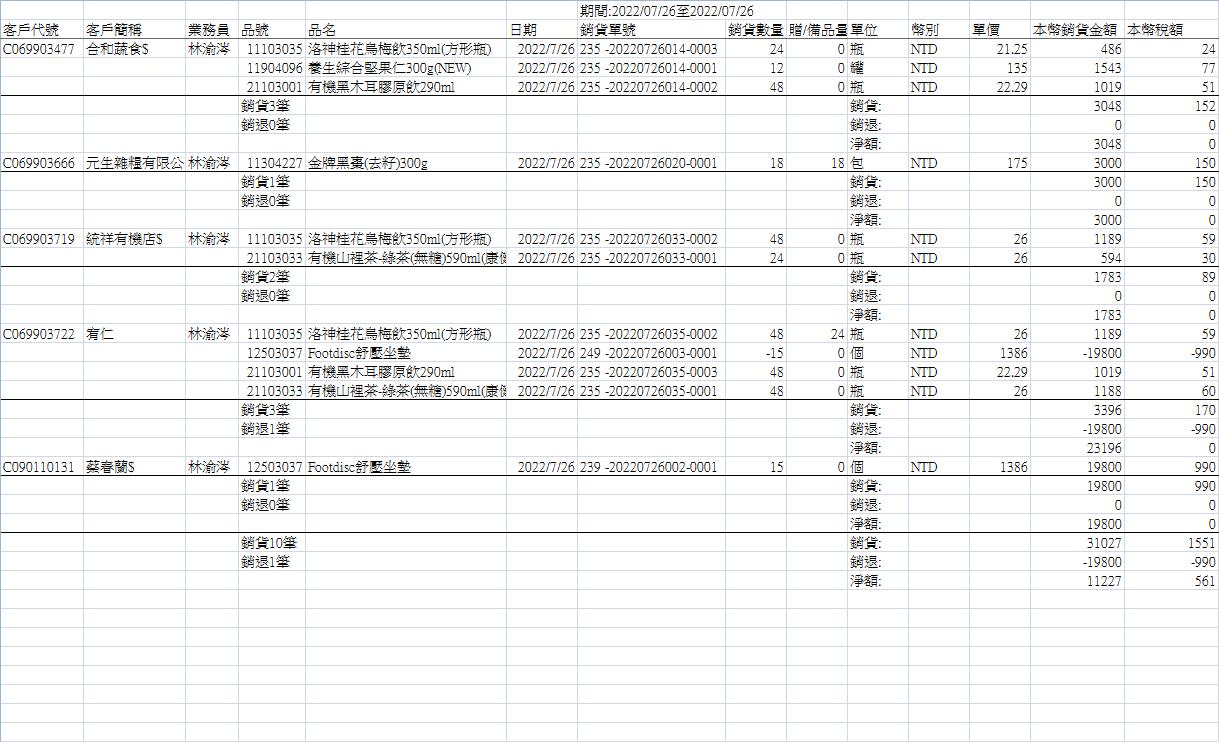 期間:2022/07/26至2022/07/26
客戶代號 客戶簡稱 業務員 品號 品名 日期 銷貨單號 銷貨數量 贈/備品量 單位 幣別 單價 本幣銷貨金額 本幣稅額
C069903477 合和蔬食$ 林渝涔 11103035 洛神桂花烏梅飲350ml(方形瓶) 2022/7/26 235 -20220726014-0003 24 0 瓶 NTD 21.25 486 24
11904096 養生綜合堅果仁300g(NEW) 2022/7/26 235 -20220726014-0001 12 0 罐 NTD 135 1543 77
21103001 有機黑木耳膠原飲290ml 2022/7/26 235 -20220726014-0002 48 0 瓶 NTD 22.29 1019 51
銷貨3筆 銷貨: 3048 152
銷退0筆 銷退: 0 0
淨額: 3048 0
C069903666 元生雜糧有限公 林渝涔 11304227 金牌黑棗(去籽)300g 2022/7/26 235 -20220726020-0001 18 18 包 NTD 175 3000 150
銷貨1筆 銷貨: 3000 150
銷退0筆 銷退: 0 0
淨額: 3000 0
C069903719 統祥有機店$ 林渝涔 11103035 洛神桂花烏梅飲350ml(方形瓶) 2022/7/26 235 -20220726033-0002 48 0 瓶 NTD 26 1189 59
21103033 有機山裡茶-綠茶(無糖)590ml(康 2022/7/26 235 -20220726033-0001 24 0 瓶 NTD 26 594 30
銷貨2筆 銷貨: 1783 89
銷退0筆 銷退: 0 0
淨額: 1783 0
C069903722 宥仁 林渝涔 11103035 洛神桂花烏梅飲350ml(方形瓶) 2022/7/26 235 -20220726035-0002 48 24 瓶 NTD 26 1189 59
12503037 Footdisc舒壓坐墊 2022/7/26 249 -20220726003-0001 -15 0 個 NTD 1386 -19800 -990
21103001 有機黑木耳膠原飲290ml 2022/7/26 235 -20220726035-0003 48 0 瓶 NTD 22.29 1019 51
21103033 有機山裡茶-綠茶(無糖)590ml(康 2022/7/26 235 -20220726035-0001 48 0 瓶 NTD 26 1188 60
銷貨3筆 銷貨: 3396 170
銷退1筆 銷退: -19800 -990
淨額: 23196 0
C090110131 蔡春蘭$ 林渝涔 12503037 Footdisc舒壓坐墊 2022/7/26 239 -20220726002-0001 15 0 個 NTD 1386 19800 990
銷貨1筆 銷貨: 19800 990
銷退0筆 銷退: 0 0
淨額: 19800 0
銷貨10筆 銷貨: 31027 1551
銷退1筆 銷退: -19800 -990
淨額: 11227 561